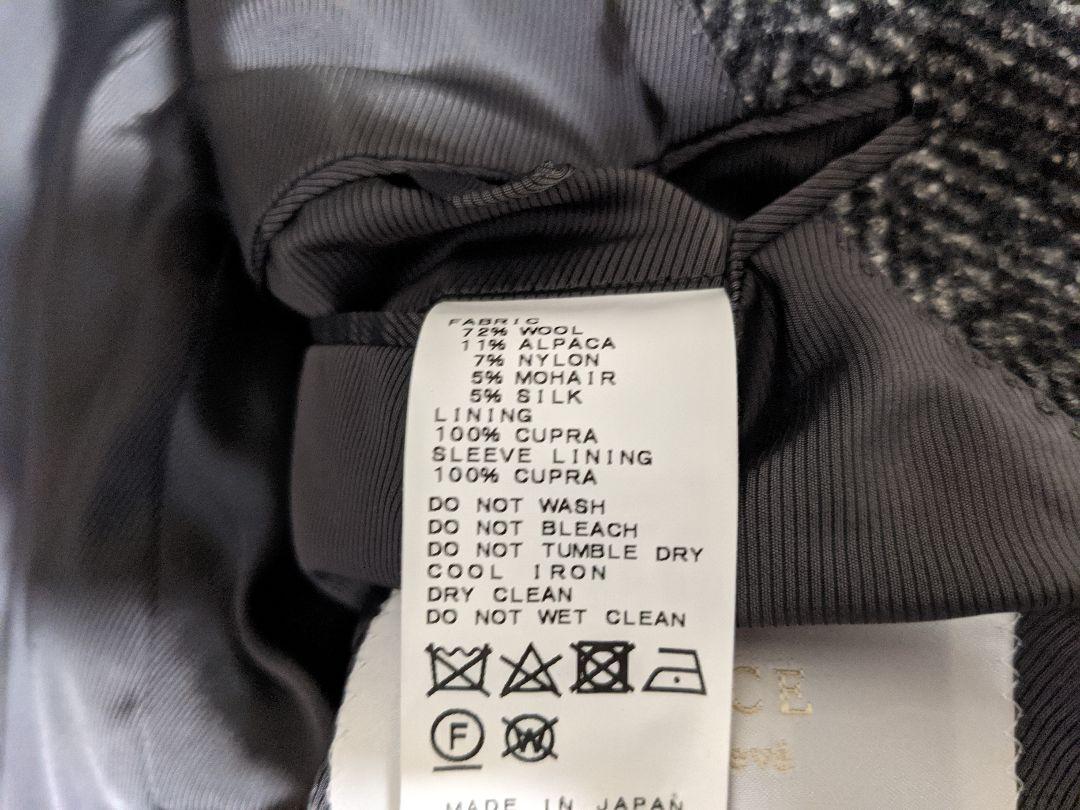 FABRIC
72% WOOL
11% ALPACA
7% NYLON
5% MOHAIR
5% SILK
LINING
100% CUPRA
SLEEVE LINING
100% CUPRA
DO NOT WASH
DO NOT BLEACH
DO NOT TUMBLE DRY
COOL IRON
DRY CLEAN
DO NOT WET CLEAN
F W
MADE IN JAPAN
CE